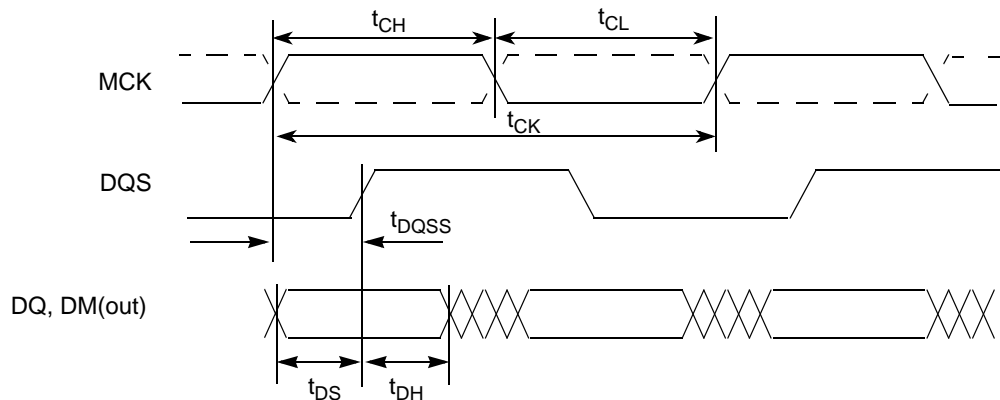 tCH
tCL
MCK
tCK
DQS
tDQSS
DQ, DM(out)
tDS
tDH